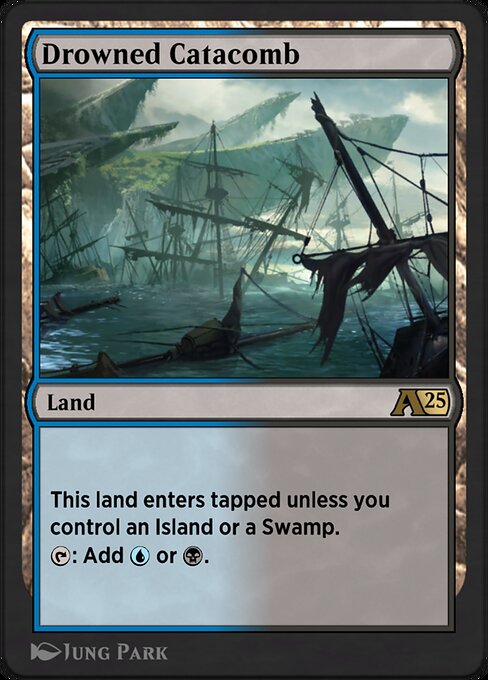 Drowned Catacomb
Land
A25
This land enters tapped unless you
control an Island or a Swamp.
: Add or .
Jung Park